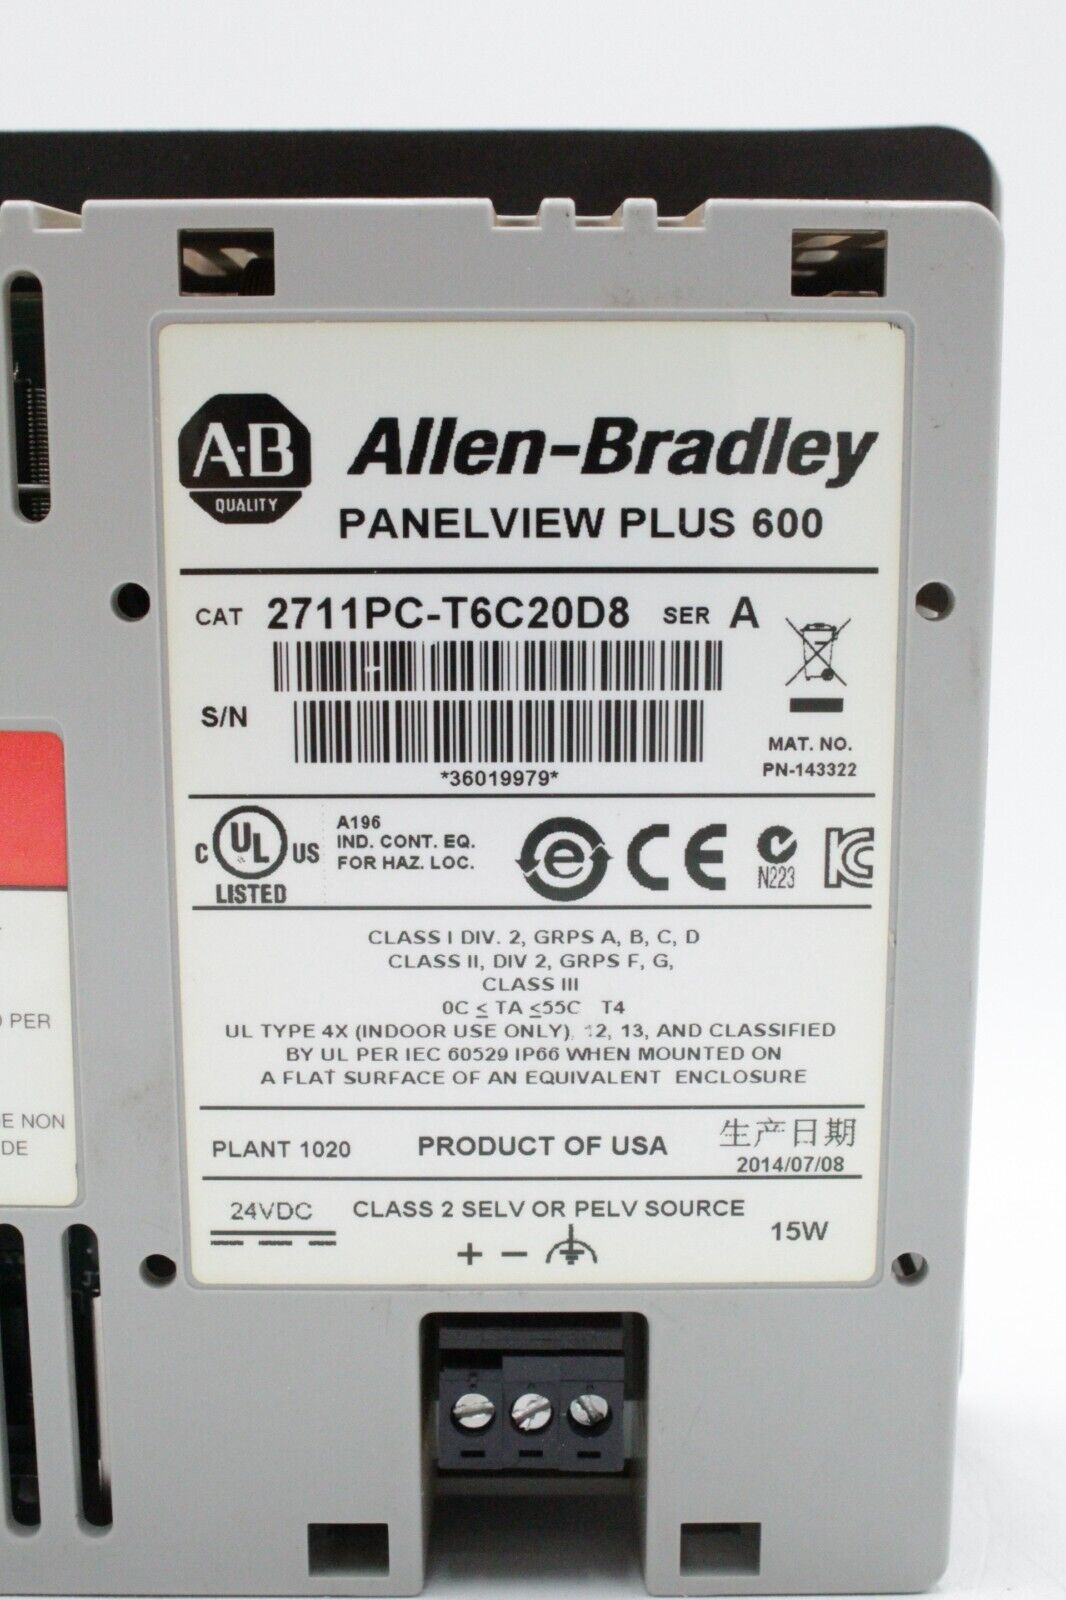 A-B
QUALITY
Allen-Bradley
PANELVIEW PLUS 600
CAT 2711PC-T6C20D8 SER A
S/N
*36019979*
MAT. NO.
PN-143322
C UL US
LISTED
A196
IND. CONT. EQ.
FOR HAZ. LOC.
e CE N223 KC
CLASS I DIV. 2, GRPS A, B, C, D
CLASS II, DIV 2, GRPS F, G,
CLASS III
0C ≤ TA ≤55C T4
UL TYPE 4X (INDOOR USE ONLY), 12, 13, AND CLASSIFIED
BY UL PER IEC 60529 IP66 WHEN MOUNTED ON
A FLAT SURFACE OF AN EQUIVALENT ENCLOSURE
PLANT 1020
PRODUCT OF USA
生产日期
2014/07/08
24VDC
CLASS 2 SELV OR PELV SOURCE
15W
+ −
PER
NON
DE